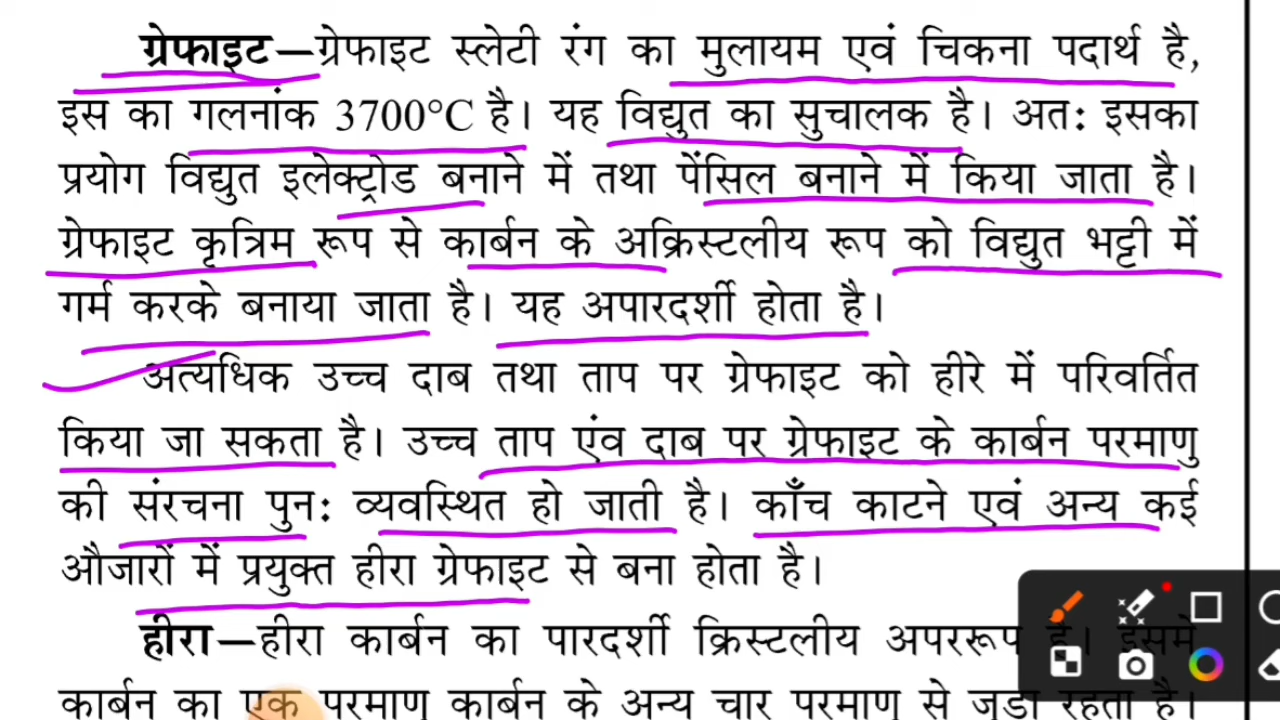 ग्रेफाइट—ग्रेफाइट स्लेटी रंग का मुलायम एवं चिकना पदार्थ है,
इस का गलनांक 3700°C है। यह विद्युत का सुचालक है। अतः इसका
प्रयोग विद्युत इलेक्ट्रोड बनाने में तथा पेंसिल बनाने में किया जाता है।
ग्रेफाइट कृत्रिम रूप से कार्बन के अक्रिस्टलीय रूप को विद्युत भट्टी में
गर्म करके बनाया जाता है। यह अपारदर्शी होता है।
अत्यधिक उच्च दाब तथा ताप पर ग्रेफाइट को हीरे में परिवर्तित
किया जा सकता है। उच्च ताप एंव दाब पर ग्रेफाइट के कार्बन परमाणु
की संरचना पुनः व्यवस्थित हो जाती है। काँच काटने एवं अन्य कई
औजारों में प्रयुक्त हीरा ग्रेफाइट से बना होता है।
हीरा—हीरा कार्बन का पारदर्शी क्रिस्टलीय अपररूप है। इसमें
कार्बन का एक परमाणु कार्बन के अन्य चार परमाणु से जुड़ा रहता है।